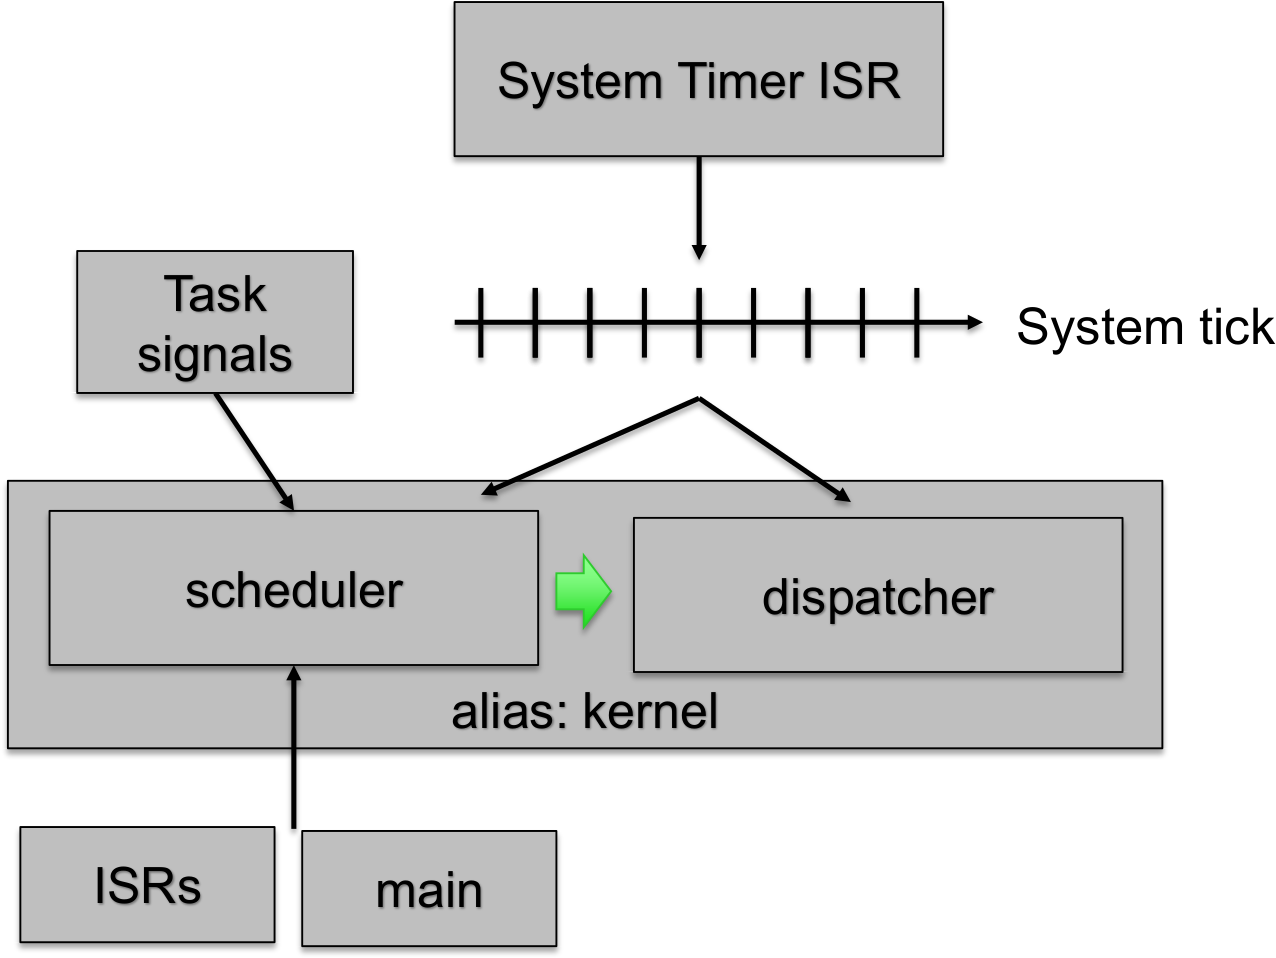 System Timer ISR
Task
signals
System tick
scheduler
dispatcher
alias: kernel
ISRs
main